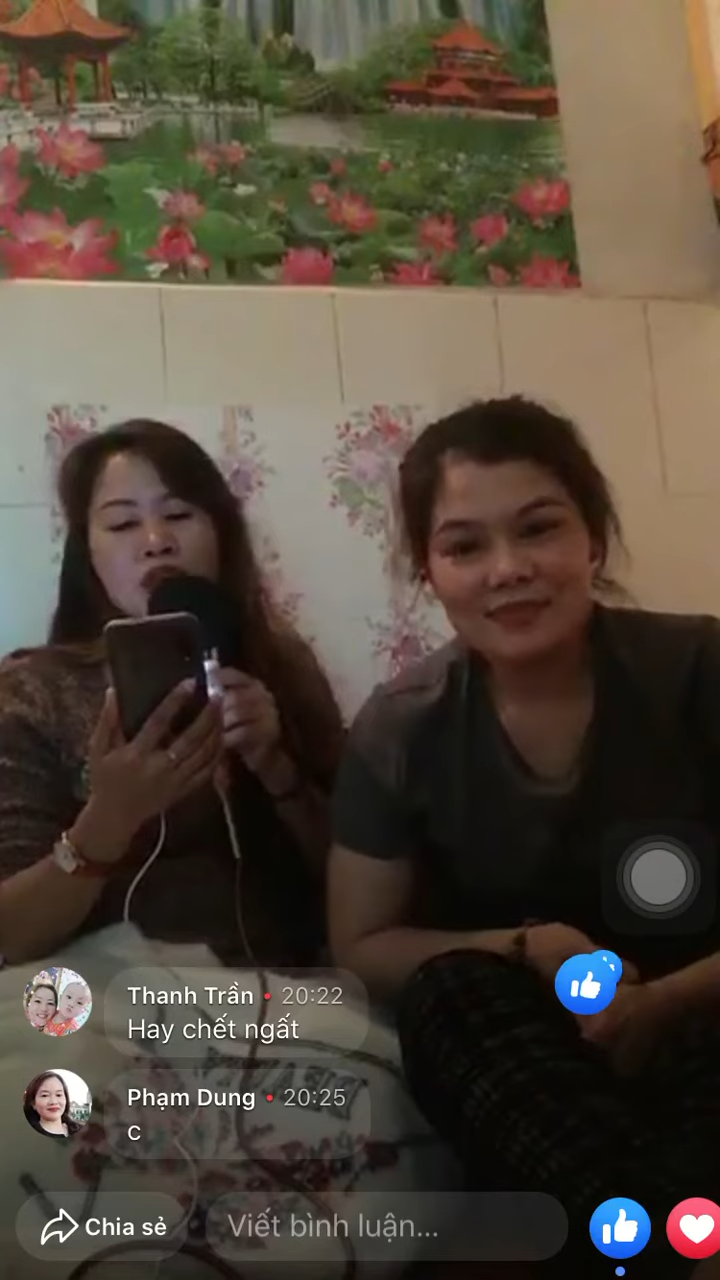 Thanh Trần • 20:22
Hay chết ngất
Phạm Dung • 20:25
c
Chia sẻ
Viết bình luận...